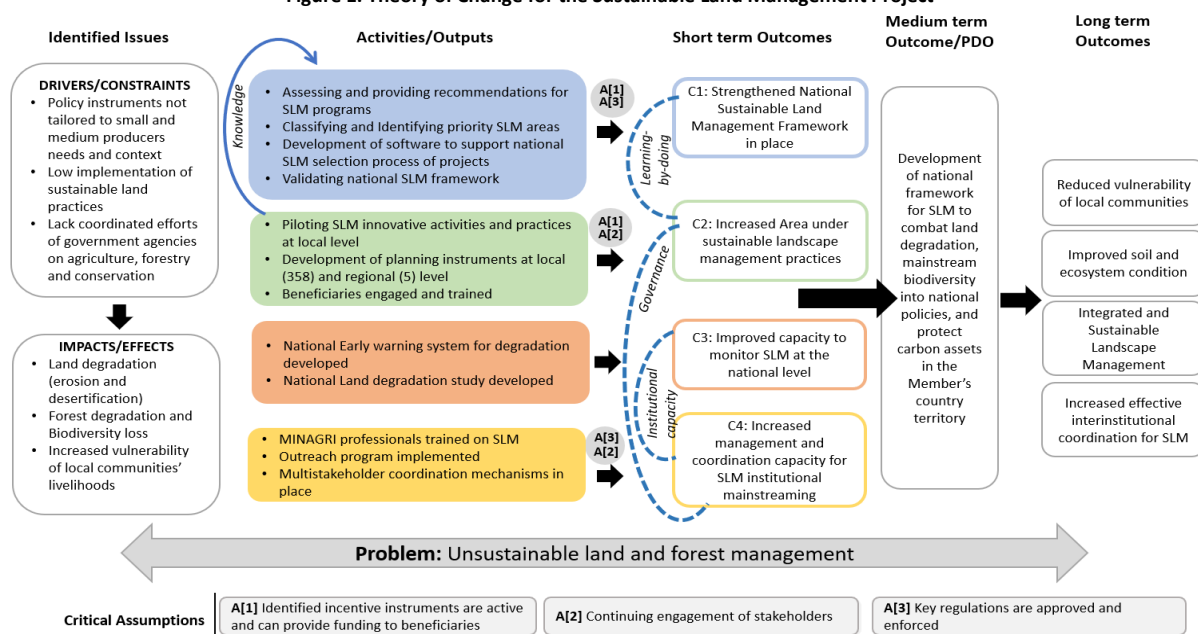 Figure 1: Theory of Change for the Sustainable Land Management Project
Identified Issues
Activities/Outputs
Short term Outcomes
Medium term
Outcome/PDO
Long term
Outcomes
DRIVERS/CONSTRAINTS
• Policy instruments not
tailored to small and
medium producers
needs and context
• Low implementation of
sustainable land
practices
• Lack coordinated efforts
of government agencies
on agriculture, forestry
and conservation
IMPACTS/EFFECTS
• Land degradation
(erosion and
desertification)
• Forest degradation and
Biodiversity loss
• Increased vulnerability
of local communities'
livelihoods
Knowledge
• Assessing and providing recommendations for
SLM programs
• Classifying and Identifying priority SLM areas
• Development of software to support national
SLM selection process of projects
• Validating national SLM framework
• Piloting SLM innovative activities and practices
at local level
• Development of planning instruments at local
(358) and regional (5) level
• Beneficiaries engaged and trained
• National Early warning system for degradation
developed
• National Land degradation study developed
• MINAGRI professionals trained on SLM
• Outreach program implemented
• Multistakeholder coordination mechanisms in
place
A[1]
A[3]
A[1]
A[2]
A[3]
A[2]
Learning-
by-doing
Governance
Institutional
capacity
C1: Strengthened National
Sustainable Land
Management Framework
in place
C2: Increased Area under
sustainable landscape
management practices
C3: Improved capacity to
monitor SLM at the
national level
C4: Increased
management and
coordination capacity for
SLM institutional
mainstreaming
Development
of national
framework
for SLM to
combat land
degradation,
mainstream
biodiversity
into national
policies, and
protect
carbon assets
in the
Member's
country
territory
Reduced vulnerability
of local communities
Improved soil and
ecosystem condition
Integrated and
Sustainable
Landscape
Management
Increased effective
interinstitutional
coordination for SLM
Problem: Unsustainable land and forest management
Critical Assumptions
A[1] Identified incentive instruments are active
and can provide funding to beneficiaries
A[2] Continuing engagement of stakeholders
A[3] Key regulations are approved and
enforced